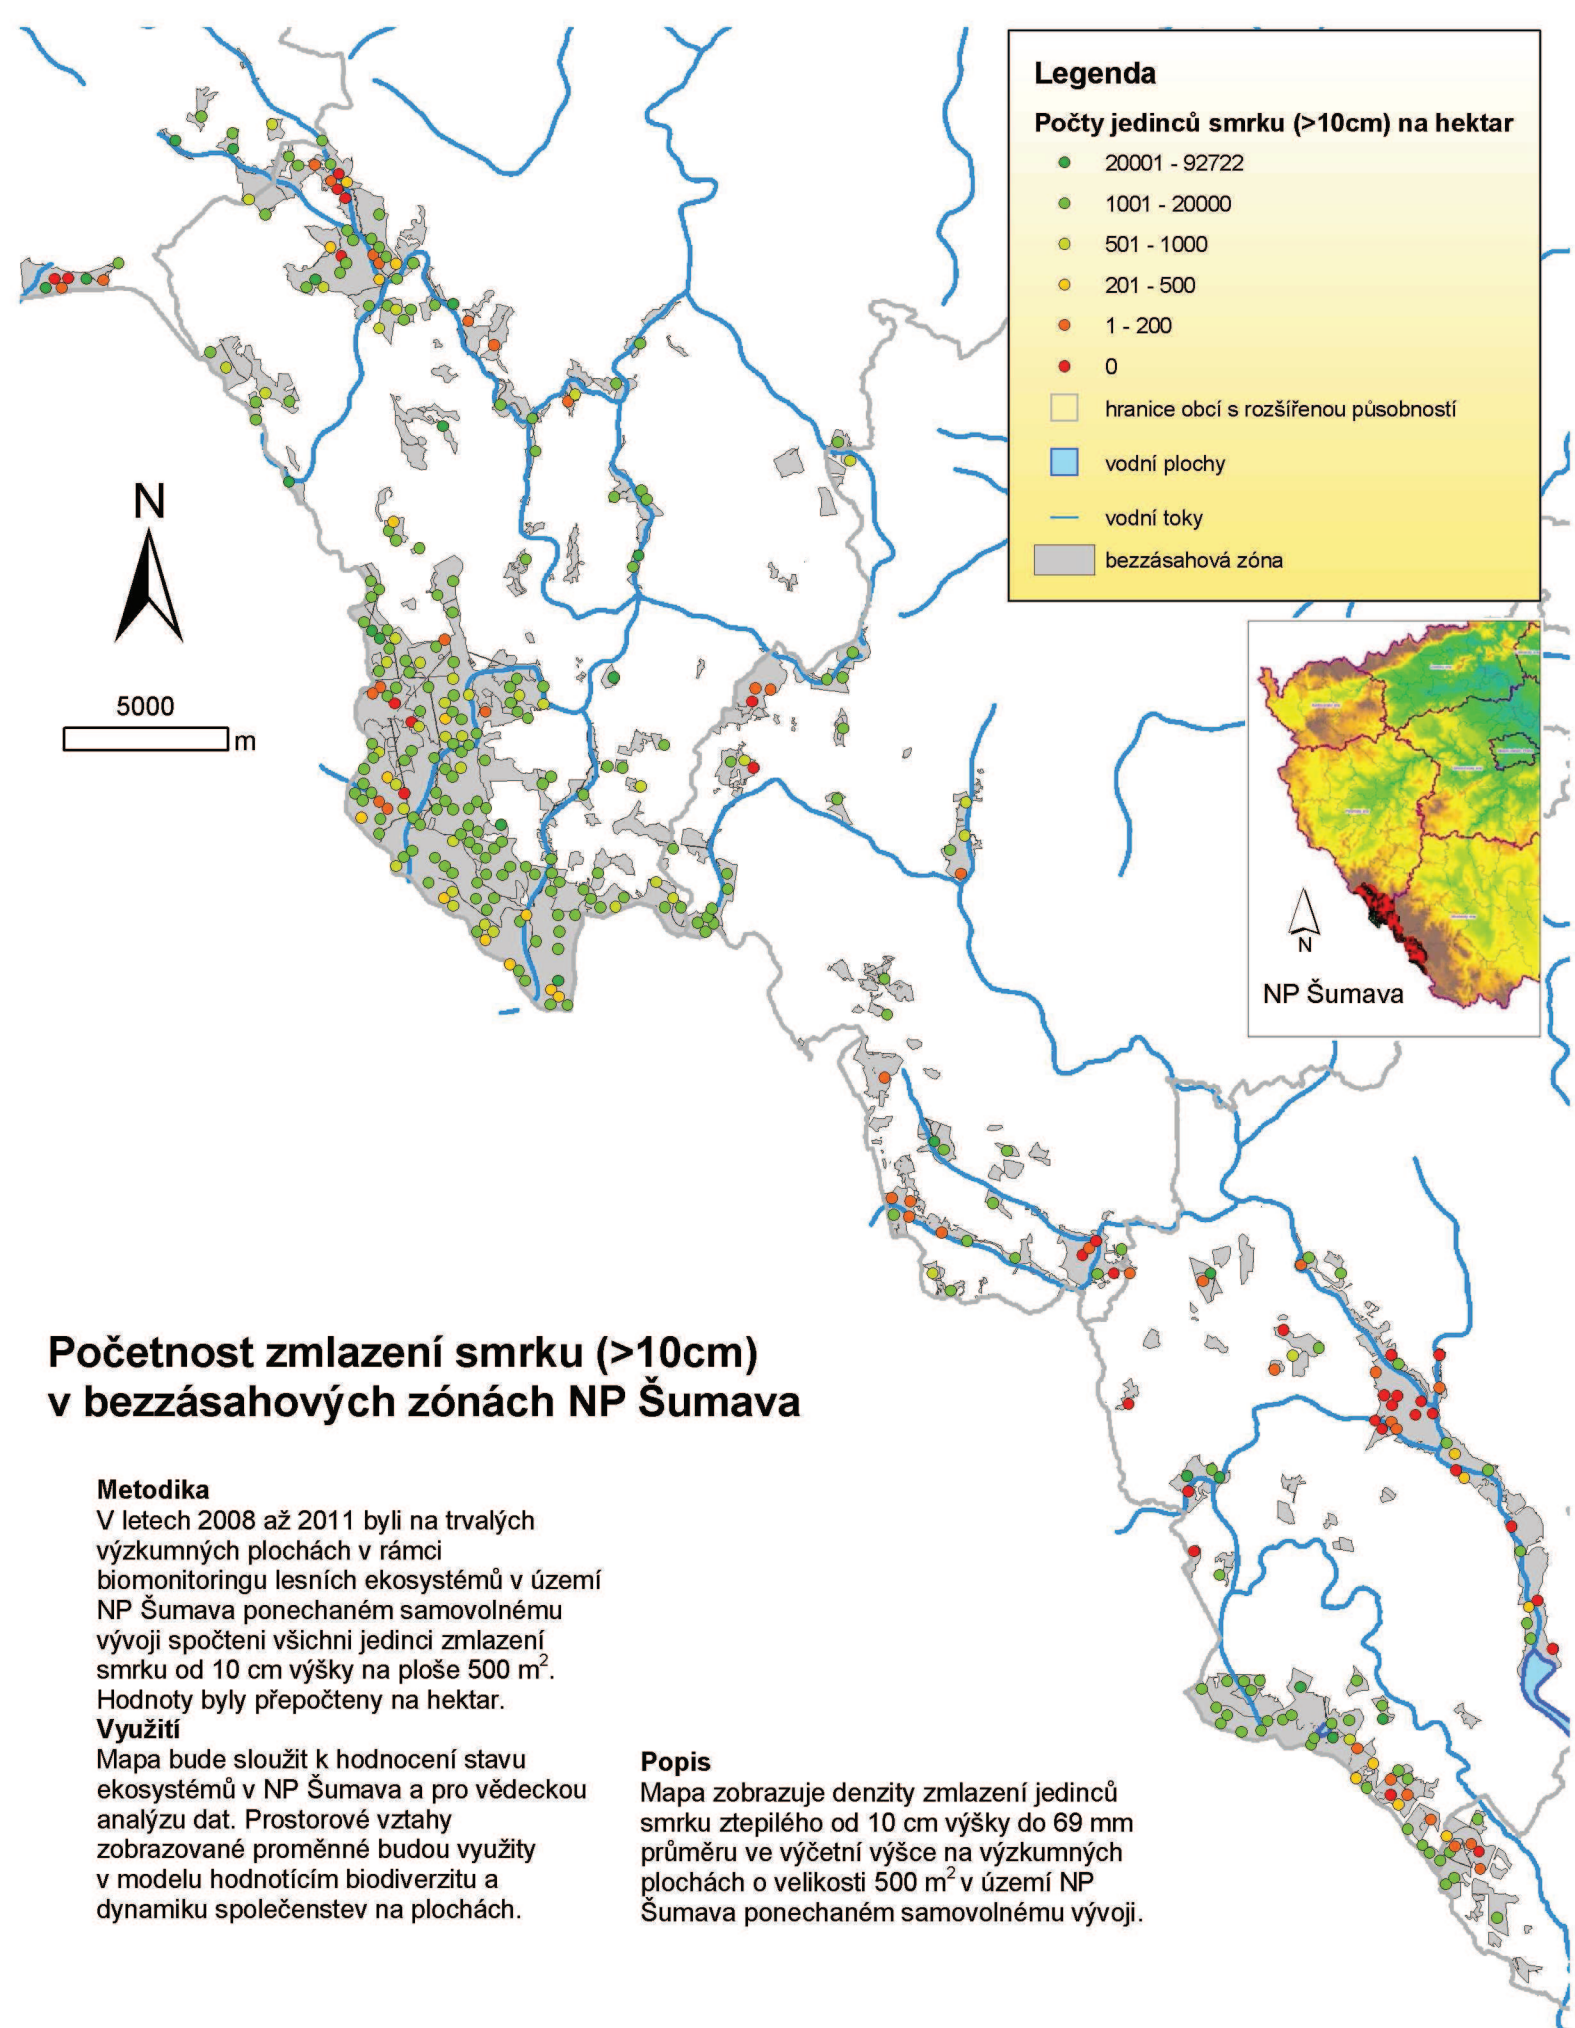 Legenda
Počty jedinců smrku (>10cm) na hektar
20001 - 92722
1001 - 20000
501 - 1000
201 - 500
1 - 200
0
hranice obcí s rozšířenou působností
vodní plochy
vodní toky
bezzásahová zóna
N
5000
m
N
NP Šumava
Početnost zmlazení smrku (>10cm)
v bezzásahových zónách NP Šumava
Metodika
V letech 2008 až 2011 byli na trvalých
výzkumných plochách v rámci
biomonitoringu lesních ekosystémů v území
NP Šumava ponechaném samovolnému
vývoji spočteni všichni jedinci zmlazení
smrku od 10 cm výšky na ploše 500 m².
Hodnoty byly přepočteny na hektar.
Využití
Mapa bude sloužit k hodnocení stavu
ekosystémů v NP Šumava a pro vědeckou
analýzu dat. Prostorové vztahy
zobrazované proměnné budou využity
v modelu hodnotícím biodiverzitu a
dynamiku společenstev na plochách.
Popis
Mapa zobrazuje denzity zmlazení jedinců
smrku ztepilého od 10 cm výšky do 69 mm
průměru ve výčetní výšce na výzkumných
plochách o velikosti 500 m² v území NP
Šumava ponechaném samovolnému vývoji.